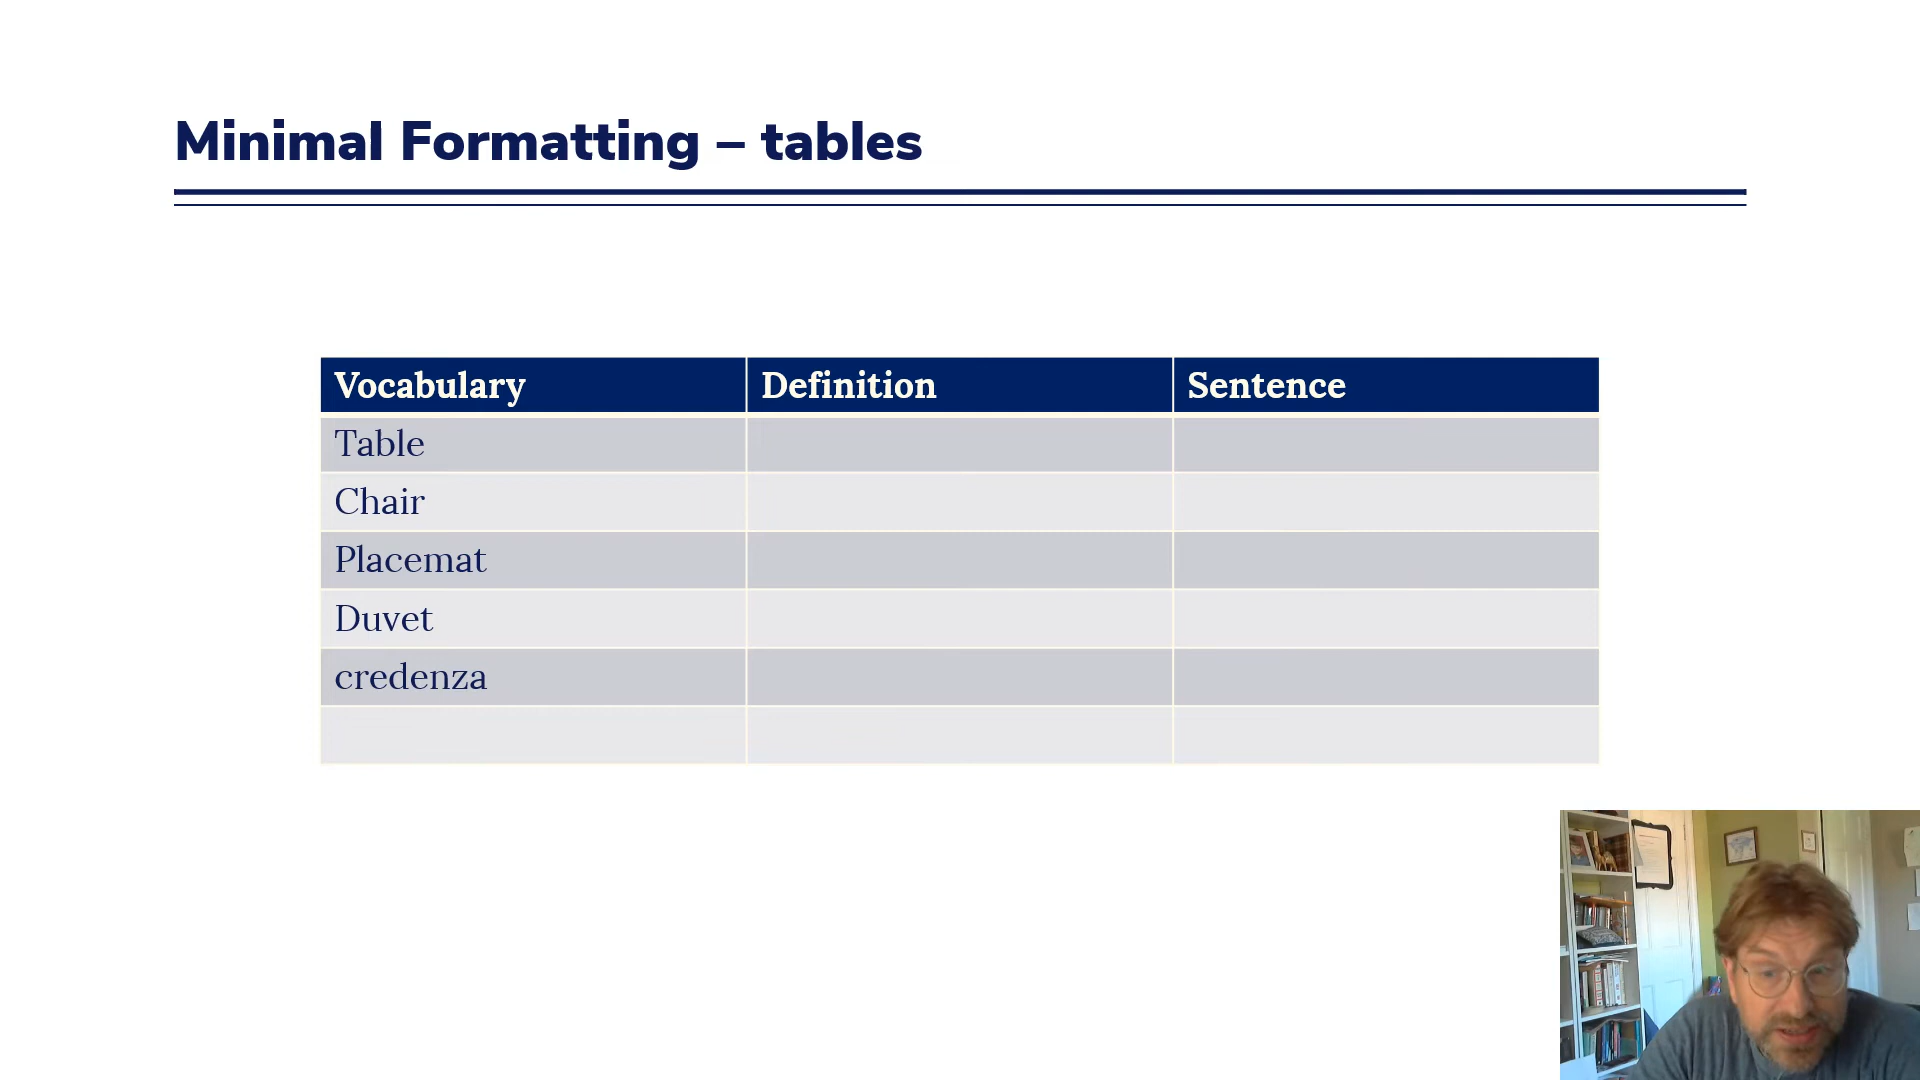 Minimal Formatting – tables
Vocabulary Definition Sentence
Table
Chair
Placemat
Duvet
credenza